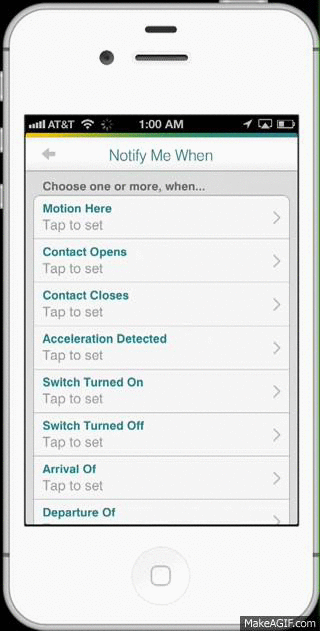 AT&T 1:00 AM
Notify Me When
Choose one or more, when...
Motion Here
Tap to set
Contact Opens
Tap to set
Contact Closes
Tap to set
Acceleration Detected
Tap to set
Switch Turned On
Tap to set
Switch Turned Off
Tap to set
Arrival Of
Tap to set
Departure Of
MakeAGIF.com